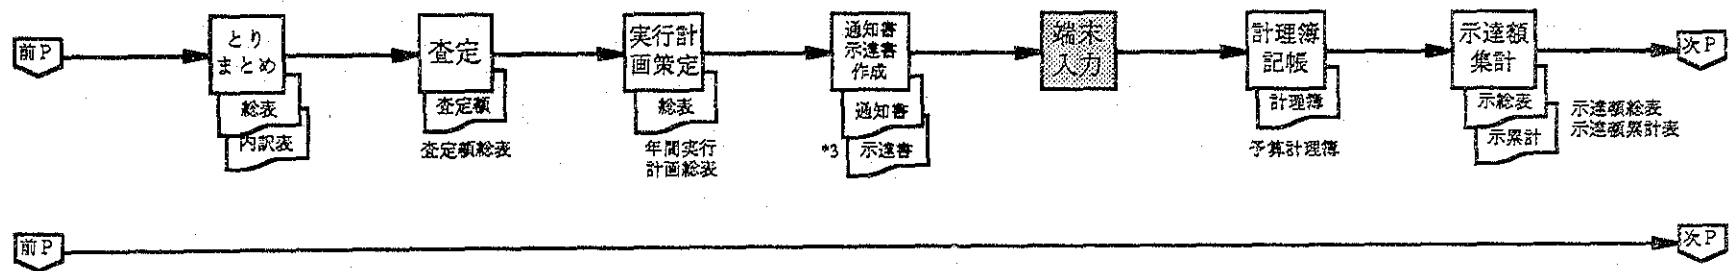 前P
とり
まとめ
総表
内訳表
査定
査定額
査定額総表
実行計
画策定
総表
年間実行
計画総表
通知書
示達書
作成
通知書
*3 示達書
端末
入力
計理簿
記帳
計理簿
予算計理簿
示達額
集計
示総表
示累計
示達額総表
示達額累計表
次P
前P
次P